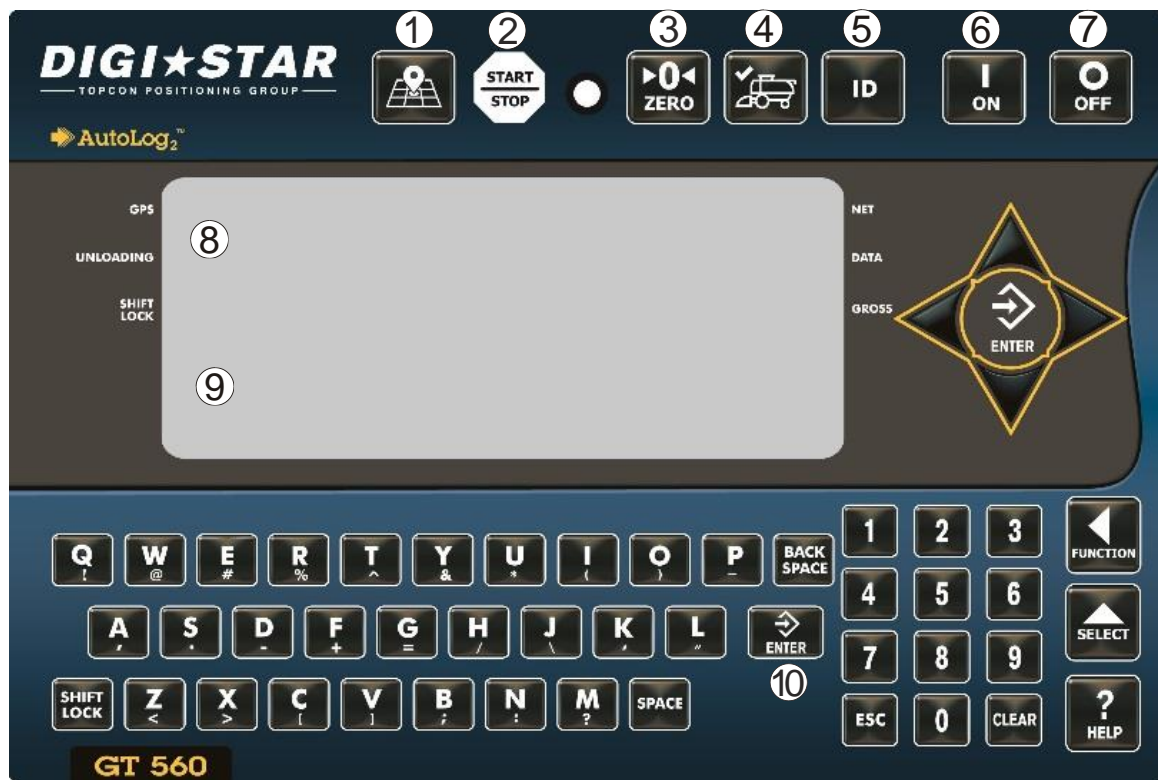 ① ② ③ ④ ⑤ ⑥ ⑦
DIGI★STAR
TOPCON POSITIONING GROUP
AutoLog2™
START
STOP
►0◄
ZERO
ID
I
ON
O
OFF
GPS
UNLOADING
SHIFT
LOCK
⑧
⑨
NET
DATA
GROSS
ENTER
Q W E R T Y U I O P BACK SPACE
! @ # % ^ & * ( ) _
A S D F G H J K L ENTER
, . - + = / \ ' "
⑩
SHIFT LOCK Z X C V B N M SPACE
< > [ ] ; : ?
1 2 3
4 5 6
7 8 9
ESC 0 CLEAR
FUNCTION
SELECT
?
HELP
GT 560